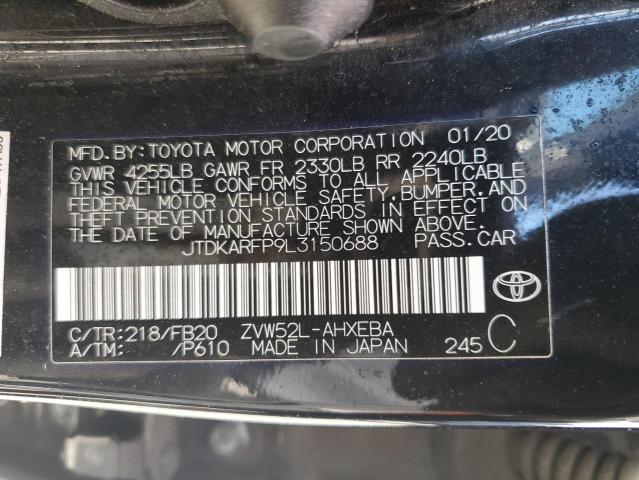 MFD. BY: TOYOTA MOTOR CORPORATION 01/20
GVWR 4255LB GAWR FR 2330LB RR 2240LB
THIS VEHICLE CONFORMS TO ALL APPLICABLE
FEDERAL MOTOR VEHICLE SAFETY, BUMPER, AND
THEFT PREVENTION STANDARDS IN EFFECT ON
THE DATE OF MANUFACTURE SHOWN ABOVE.
JTDKARFP9L3150688 PASS. CAR
C/TR: 218/FB20 ZVW52L-AHXEBA
A/TM: /P610 MADE IN JAPAN 245 C